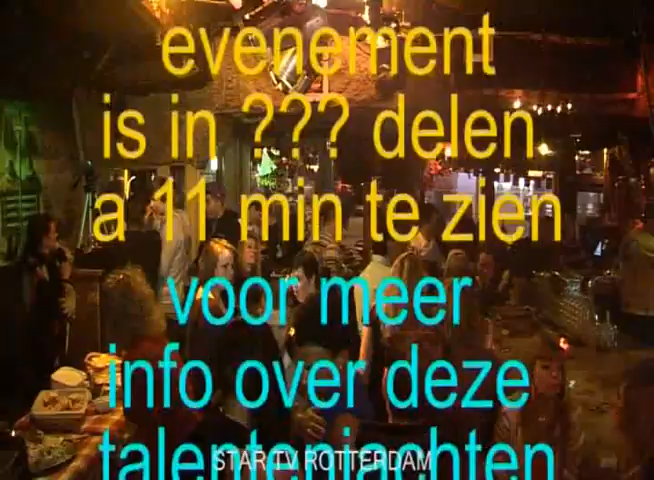 evenement
is in ??? delen
a 11 min te zien
voor meer
info over deze
talentenjachten
STAR TV ROTTERDAM